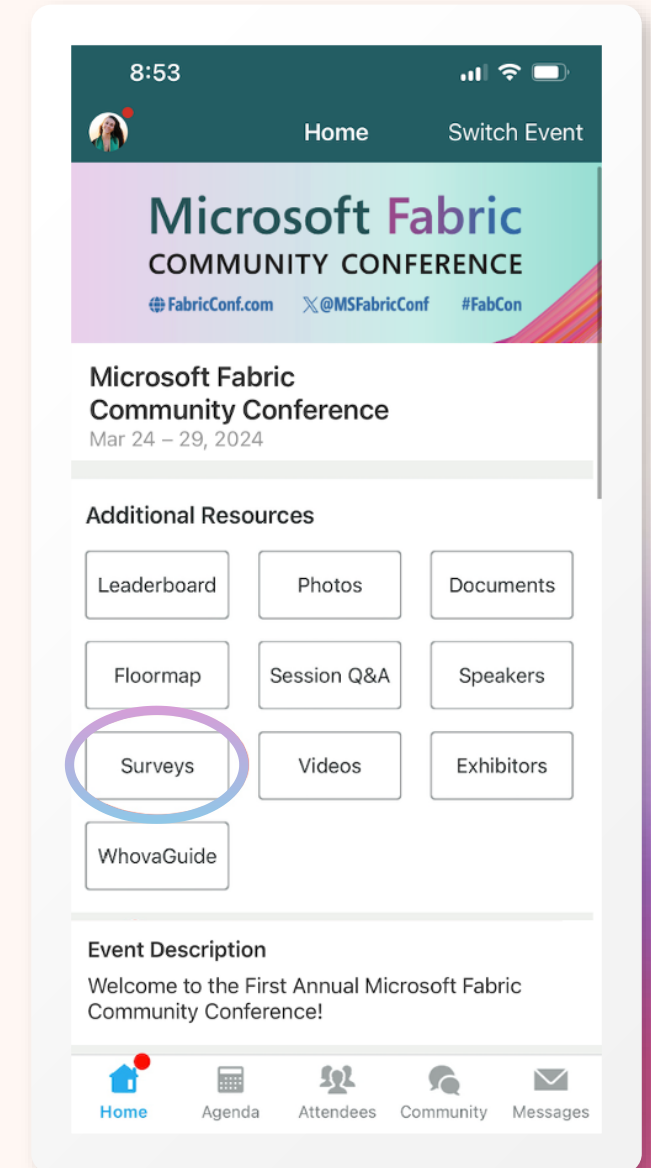 8:53
Home
Switch Event
Microsoft Fabric
COMMUNITY CONFERENCE
FabricConf.com @MSFabricConf #FabCon
Microsoft Fabric
Community Conference
Mar 24 – 29, 2024
Additional Resources
Leaderboard
Photos
Documents
Floormap
Session Q&A
Speakers
Surveys
Videos
Exhibitors
WhovaGuide
Event Description
Welcome to the First Annual Microsoft Fabric
Community Conference!
Home
Agenda
Attendees
Community
Messages